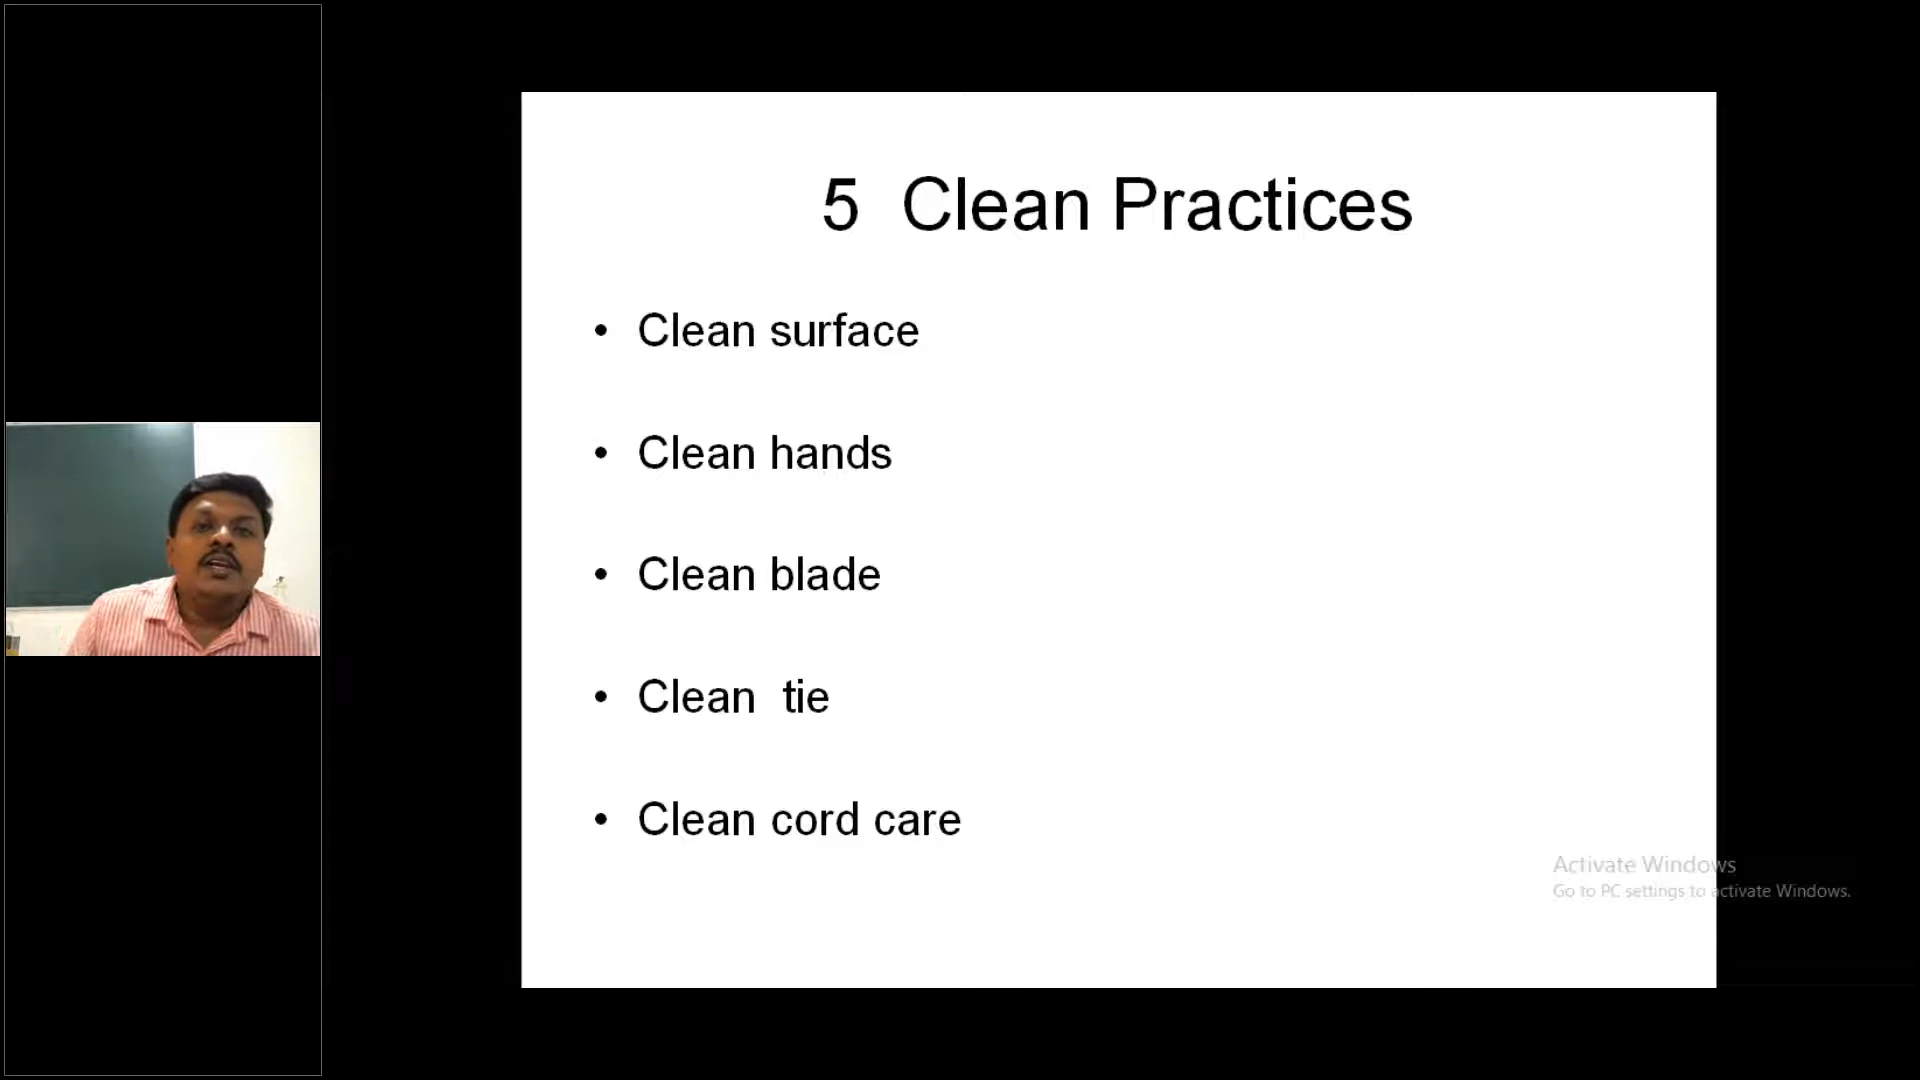 5 Clean Practices
• Clean surface
• Clean hands
• Clean blade
• Clean tie
• Clean cord care
Activate Windows
Go to PC settings to activate Windows.